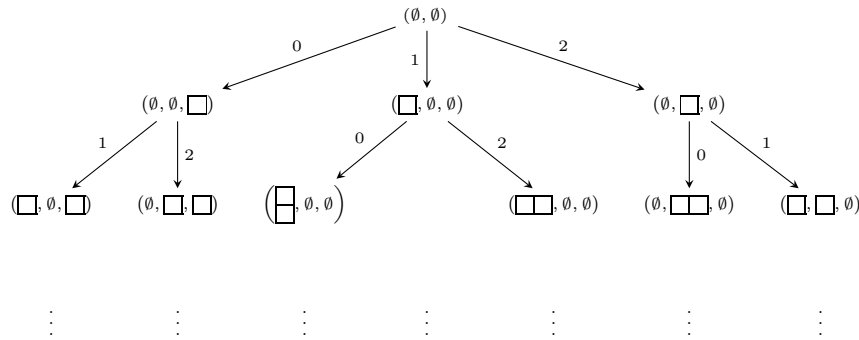 (∅, ∅)
0 1 2
(∅, ∅, □) (□, ∅, ∅) (∅, □, ∅)
1 2 0 2 0 1
(□, ∅, □) (∅, □, □) (□□, ∅, ∅) (□□, ∅, ∅) (∅, □□, ∅) (□, □, ∅)
⋮ ⋮ ⋮ ⋮ ⋮ ⋮ ⋮